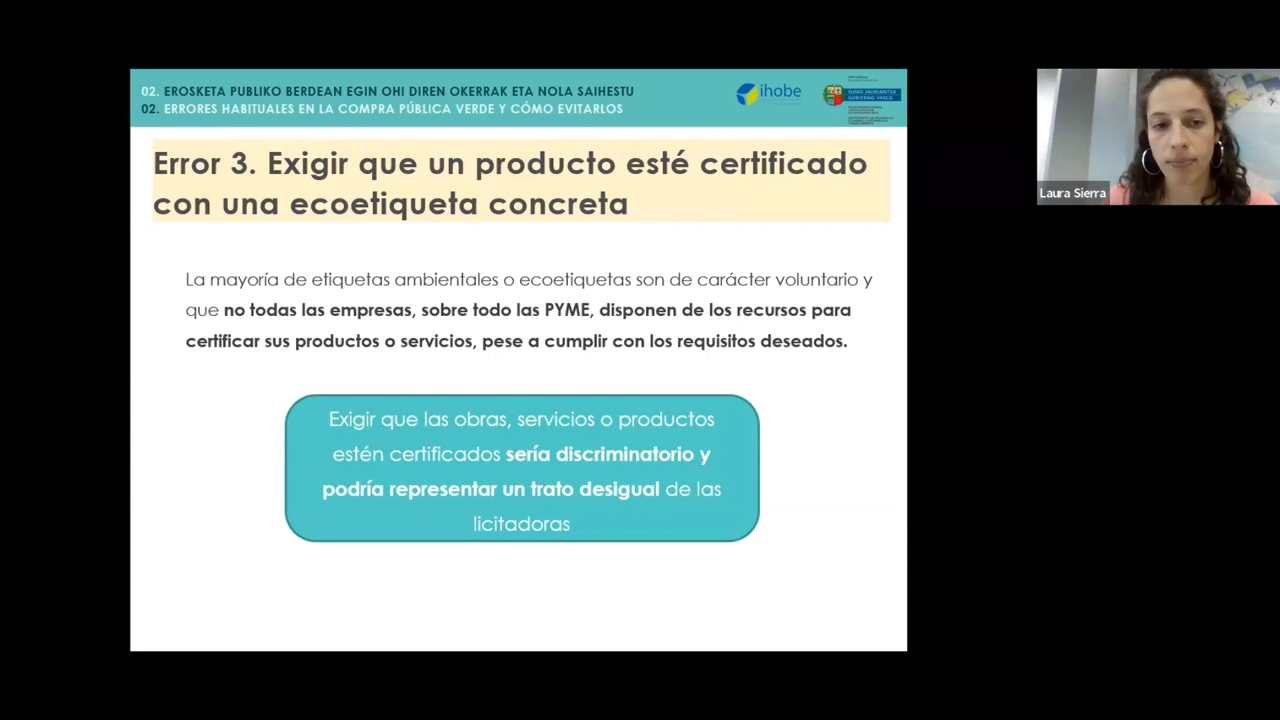 02. EROSKETA PUBLIKO BERDEAN EGIN OHI DIREN OKERRAK ETA NOLA SAIHESTU
02. ERRORES HABITUALES EN LA COMPRA PÚBLICA VERDE Y CÓMO EVITARLOS
ihobe
EUSKO JAURLARITZA
GOBIERNO VASCO
Error 3. Exigir que un producto esté certificado
con una ecoetiqueta concreta
La mayoría de etiquetas ambientales o ecoetiquetas son de carácter voluntario y
que no todas las empresas, sobre todo las PYME, disponen de los recursos para
certificar sus productos o servicios, pese a cumplir con los requisitos deseados.
Exigir que las obras, servicios o productos
estén certificados sería discriminatorio y
podría representar un trato desigual de las
licitadoras
Laura Sierra